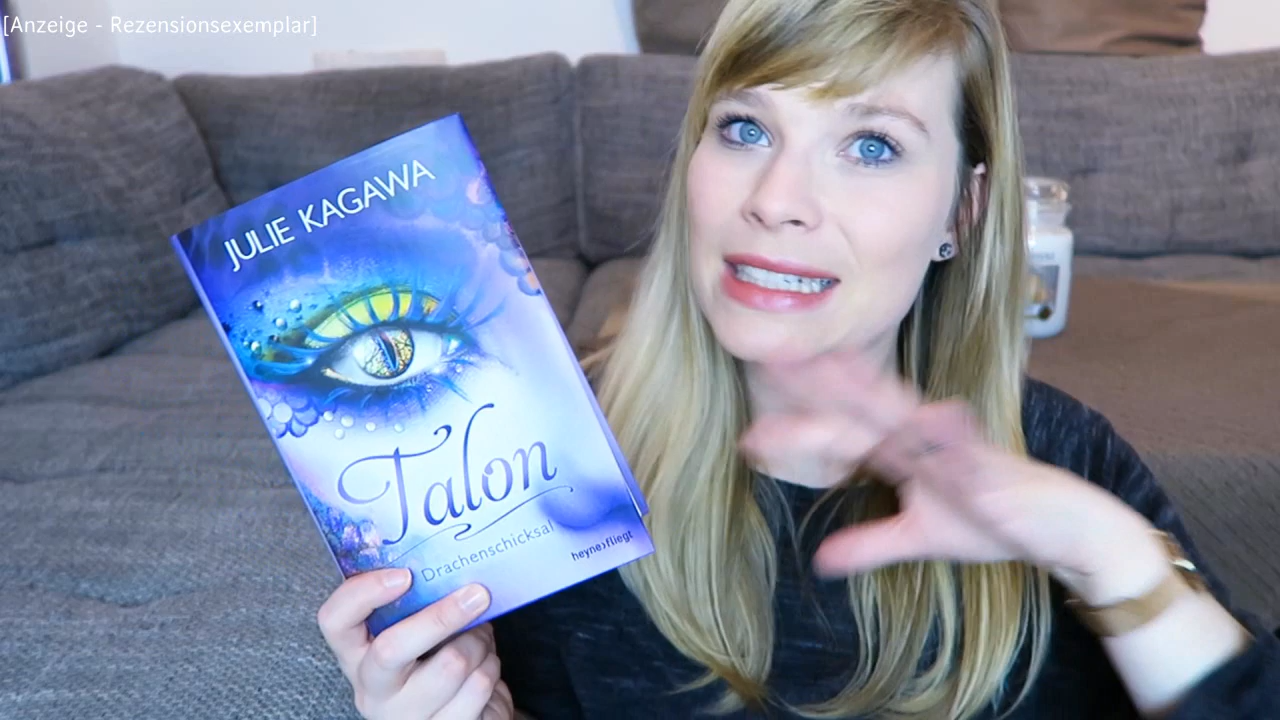 [Anzeige - Rezensionsexemplar]
JULIE KAGAWA
Talon
Drachenschicksal
heyne›fliegt